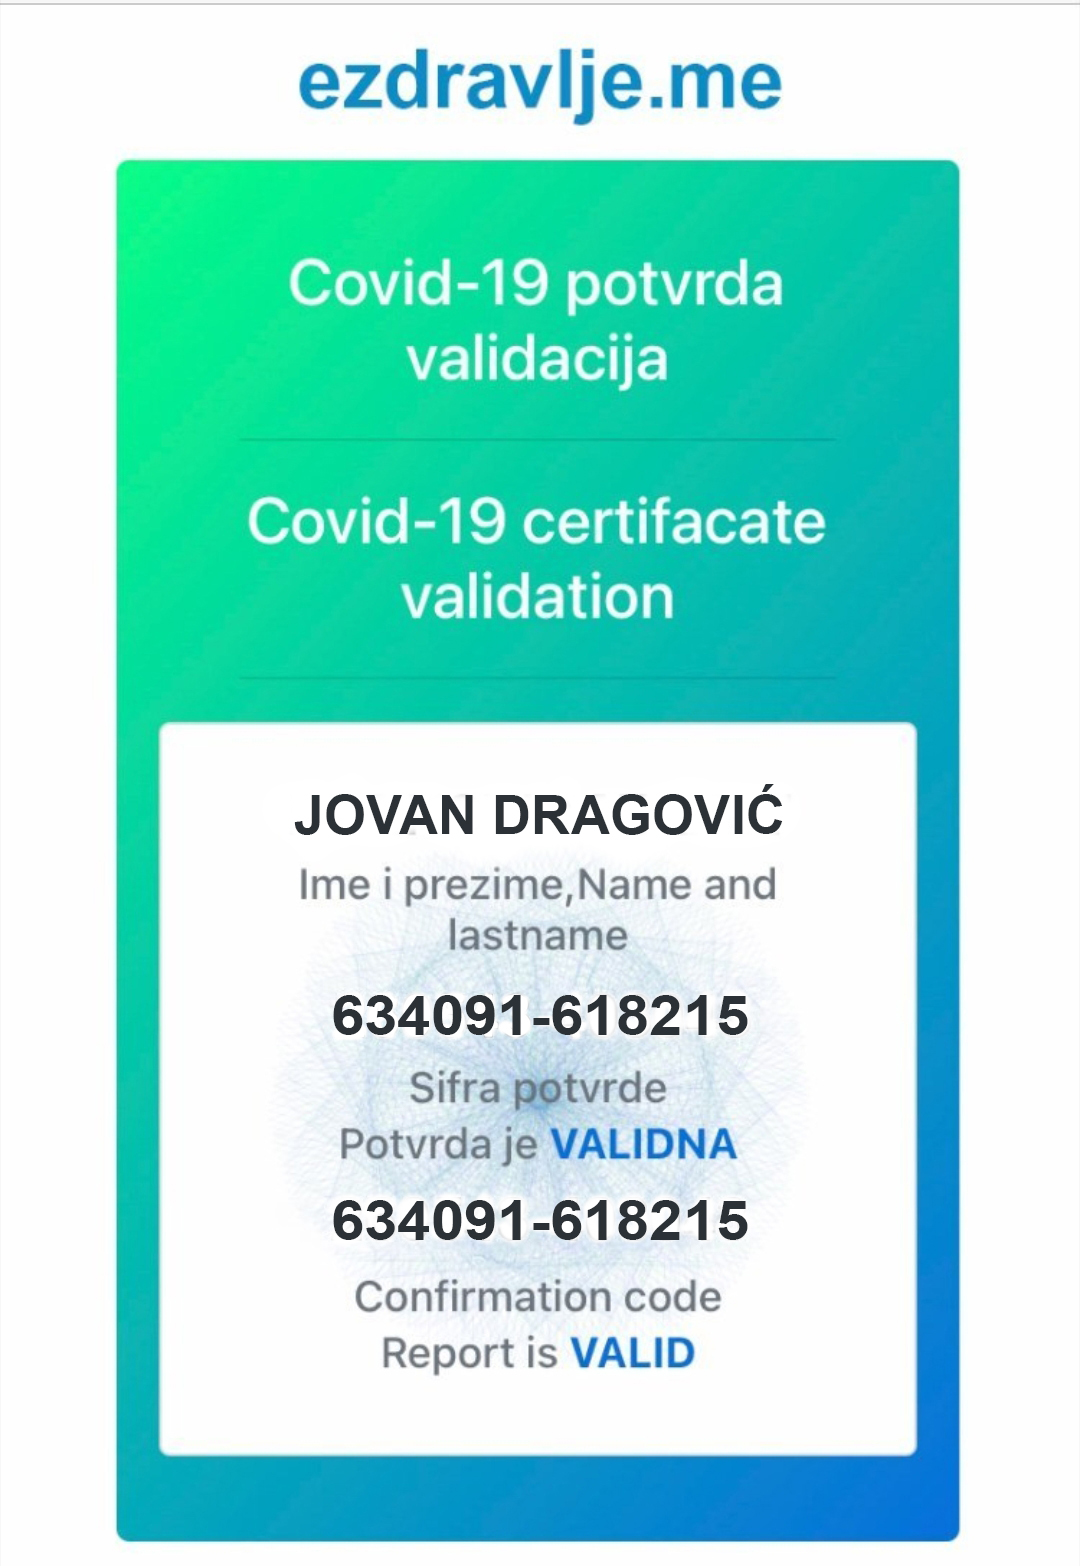 ezdravlje.me
Covid-19 potvrda
validacija
Covid-19 certifacate
validation
JOVAN DRAGOVIĆ
Ime i prezime,Name and
lastname
634091-618215
Sifra potvrde
Potvrda je VALIDNA
634091-618215
Confirmation code
Report is VALID